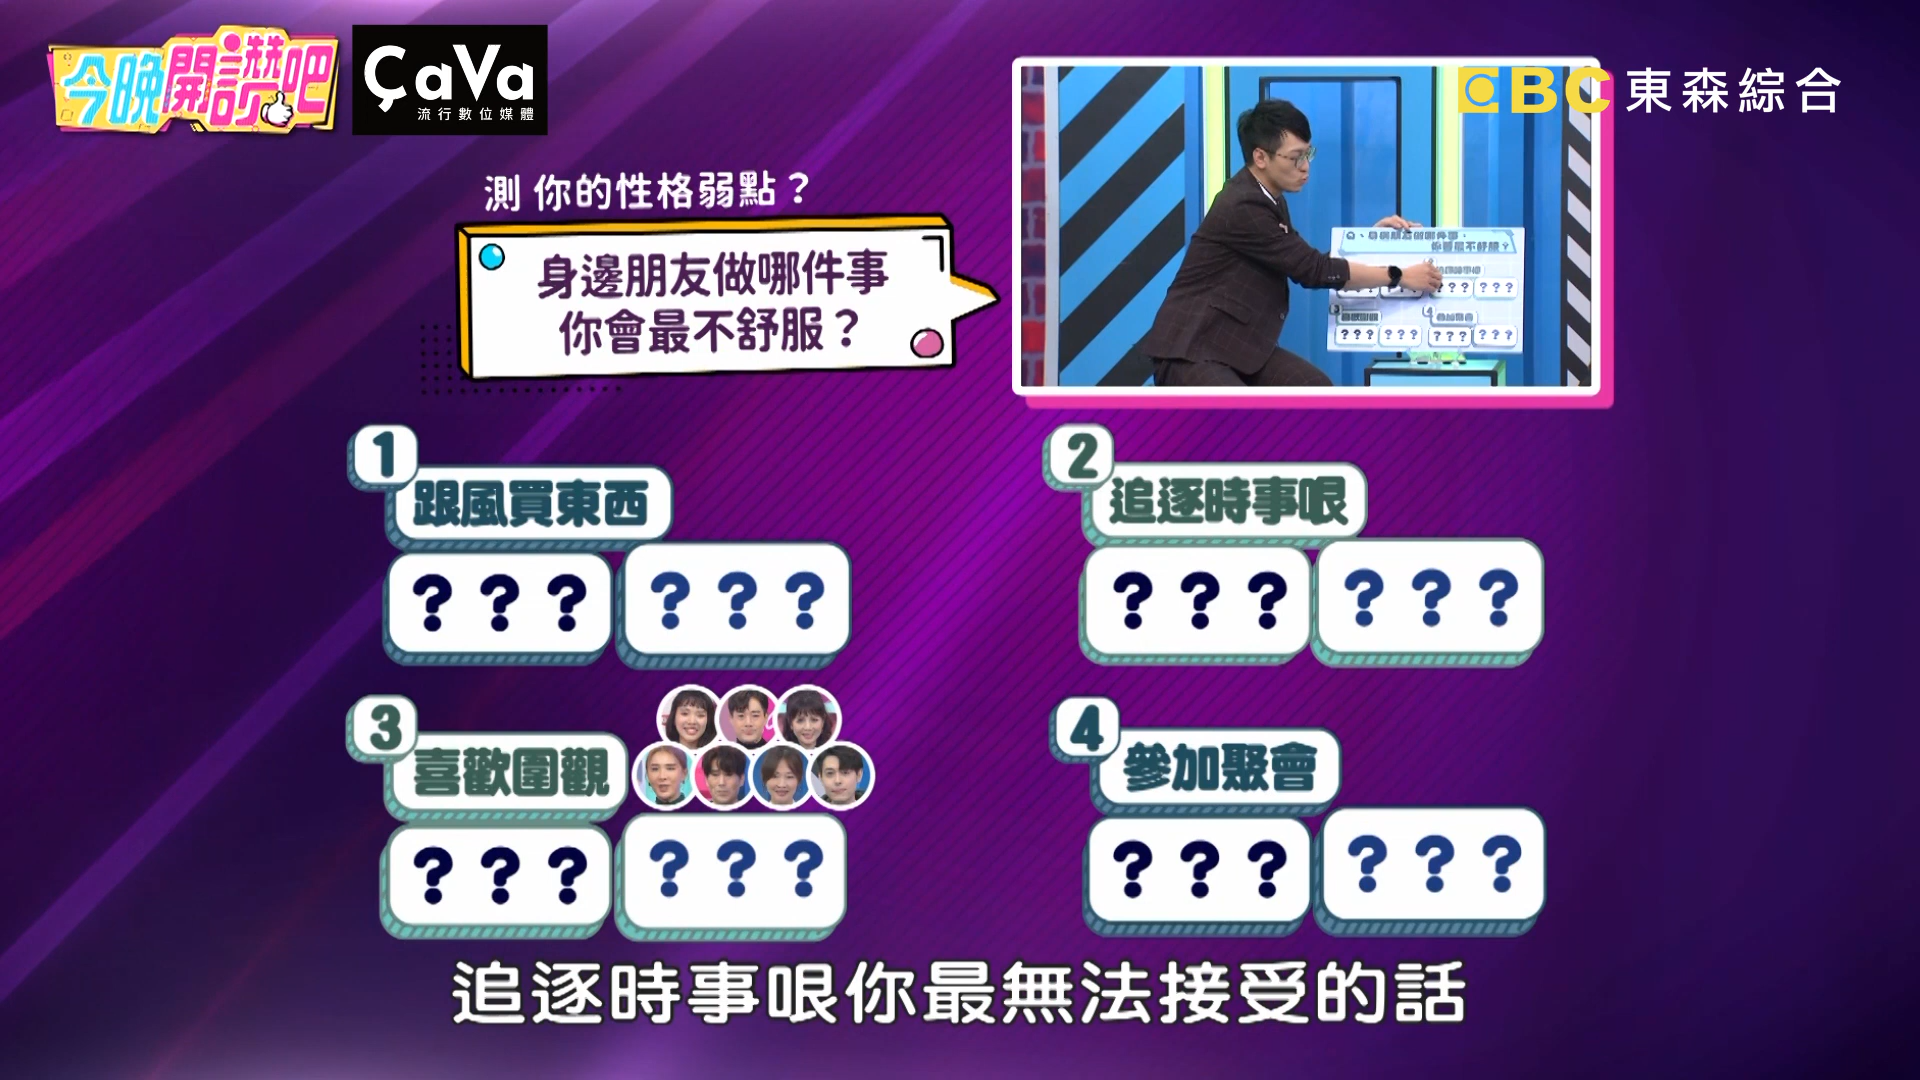 今晚開讚吧
ÇaVa
流行數位媒體
EBC 東森綜合
測 你的性格弱點？
身邊朋友做哪件事
你會最不舒服？
1
跟風買東西
？？？
？？？
2
追逐時事哏
？？？
？？？
3
喜歡圍觀
？？？
？？？
4
參加聚會
？？？
？？？
追逐時事哏你最無法接受的話